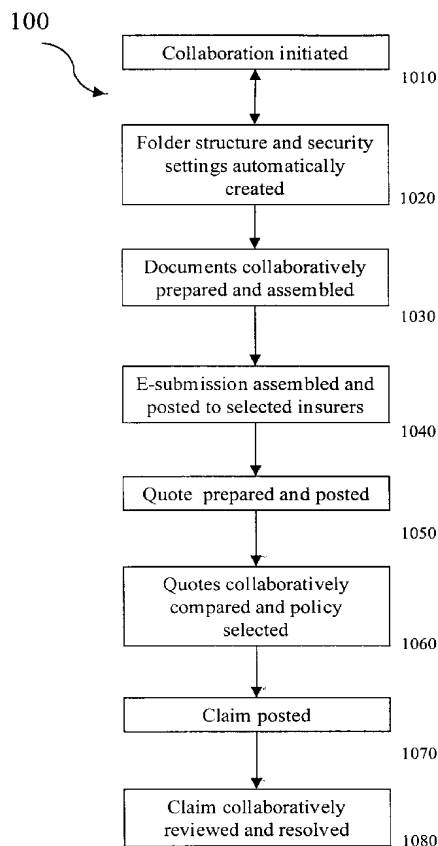 100
Collaboration initiated
1010
Folder structure and security
settings automatically
created
1020
Documents collaboratively
prepared and assembled
1030
E-submission assembled and
posted to selected insurers
1040
Quote prepared and posted
1050
Quotes collaboratively
compared and policy
selected
1060
Claim posted
1070
Claim collaboratively
reviewed and resolved
1080